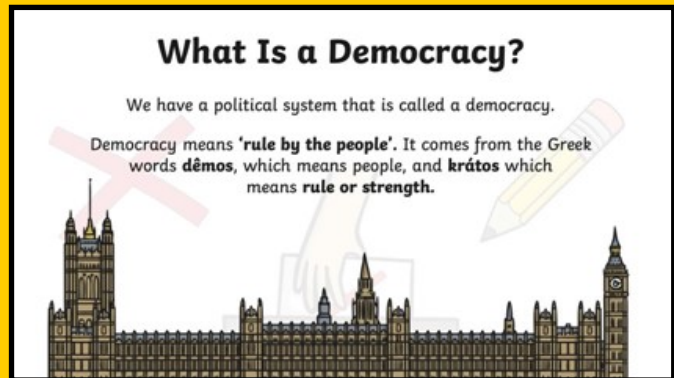 What Is a Democracy?
We have a political system that is called a democracy.
Democracy means ‘rule by the people’. It comes from the Greek
words dêmos, which means people, and krátos which
means rule or strength.